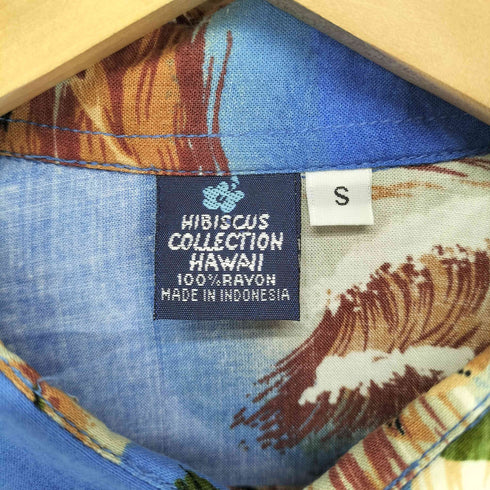 HIBISCUS
COLLECTION
HAWAII
100% RAYON
MADE IN INDONESIA
S